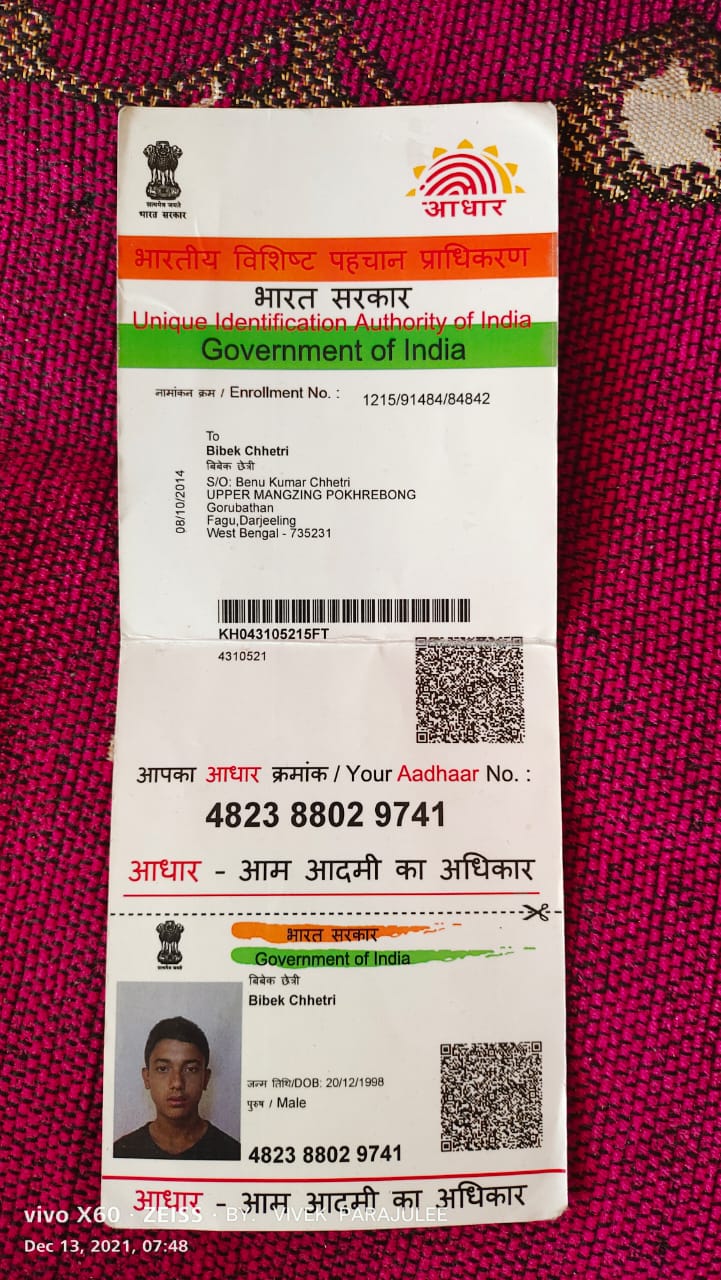 सत्यमेव जयते
भारत सरकार
आधार
भारतीय विशिष्ट पहचान प्राधिकरण
भारत सरकार
Unique Identification Authority of India
Government of India
नामांकन क्रम / Enrollment No. : 1215/91484/84842
08/10/2014
To
Bibek Chhetri
बिबेक छेत्री
S/O: Benu Kumar Chhetri
UPPER MANGZING POKHREBONG
Gorubathan
Fagu,Darjeeling
West Bengal - 735231
KH043105215FT
4310521
आपका आधार क्रमांक / Your Aadhaar No. :
4823 8802 9741
आधार - आम आदमी का अधिकार
भारत सरकार
Government of India
सत्यमेव जयते
बिबेक छेत्री
Bibek Chhetri
जन्म तिथि/DOB: 20/12/1998
पुरुष / Male
4823 8802 9741
आधार - आम आदमी का अधिकार
vivo X60 · ZEISS · BY: VIVEK PARAJULEE
Dec 13, 2021, 07:48